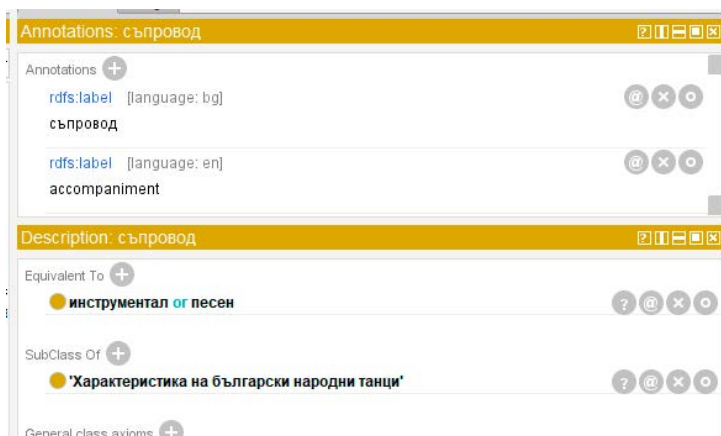 Annotations: съпровод
Annotations
rdfs:label [language: bg]
съпровод
rdfs:label [language: en]
accompaniment
Description: съпровод
Equivalent To
инструментал or песен
SubClass Of
'Характеристика на български народни танци'
General class axioms